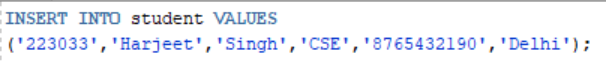 INSERT INTO student VALUES
('223033','Harjeet','Singh','CSE','8765432190','Delhi');